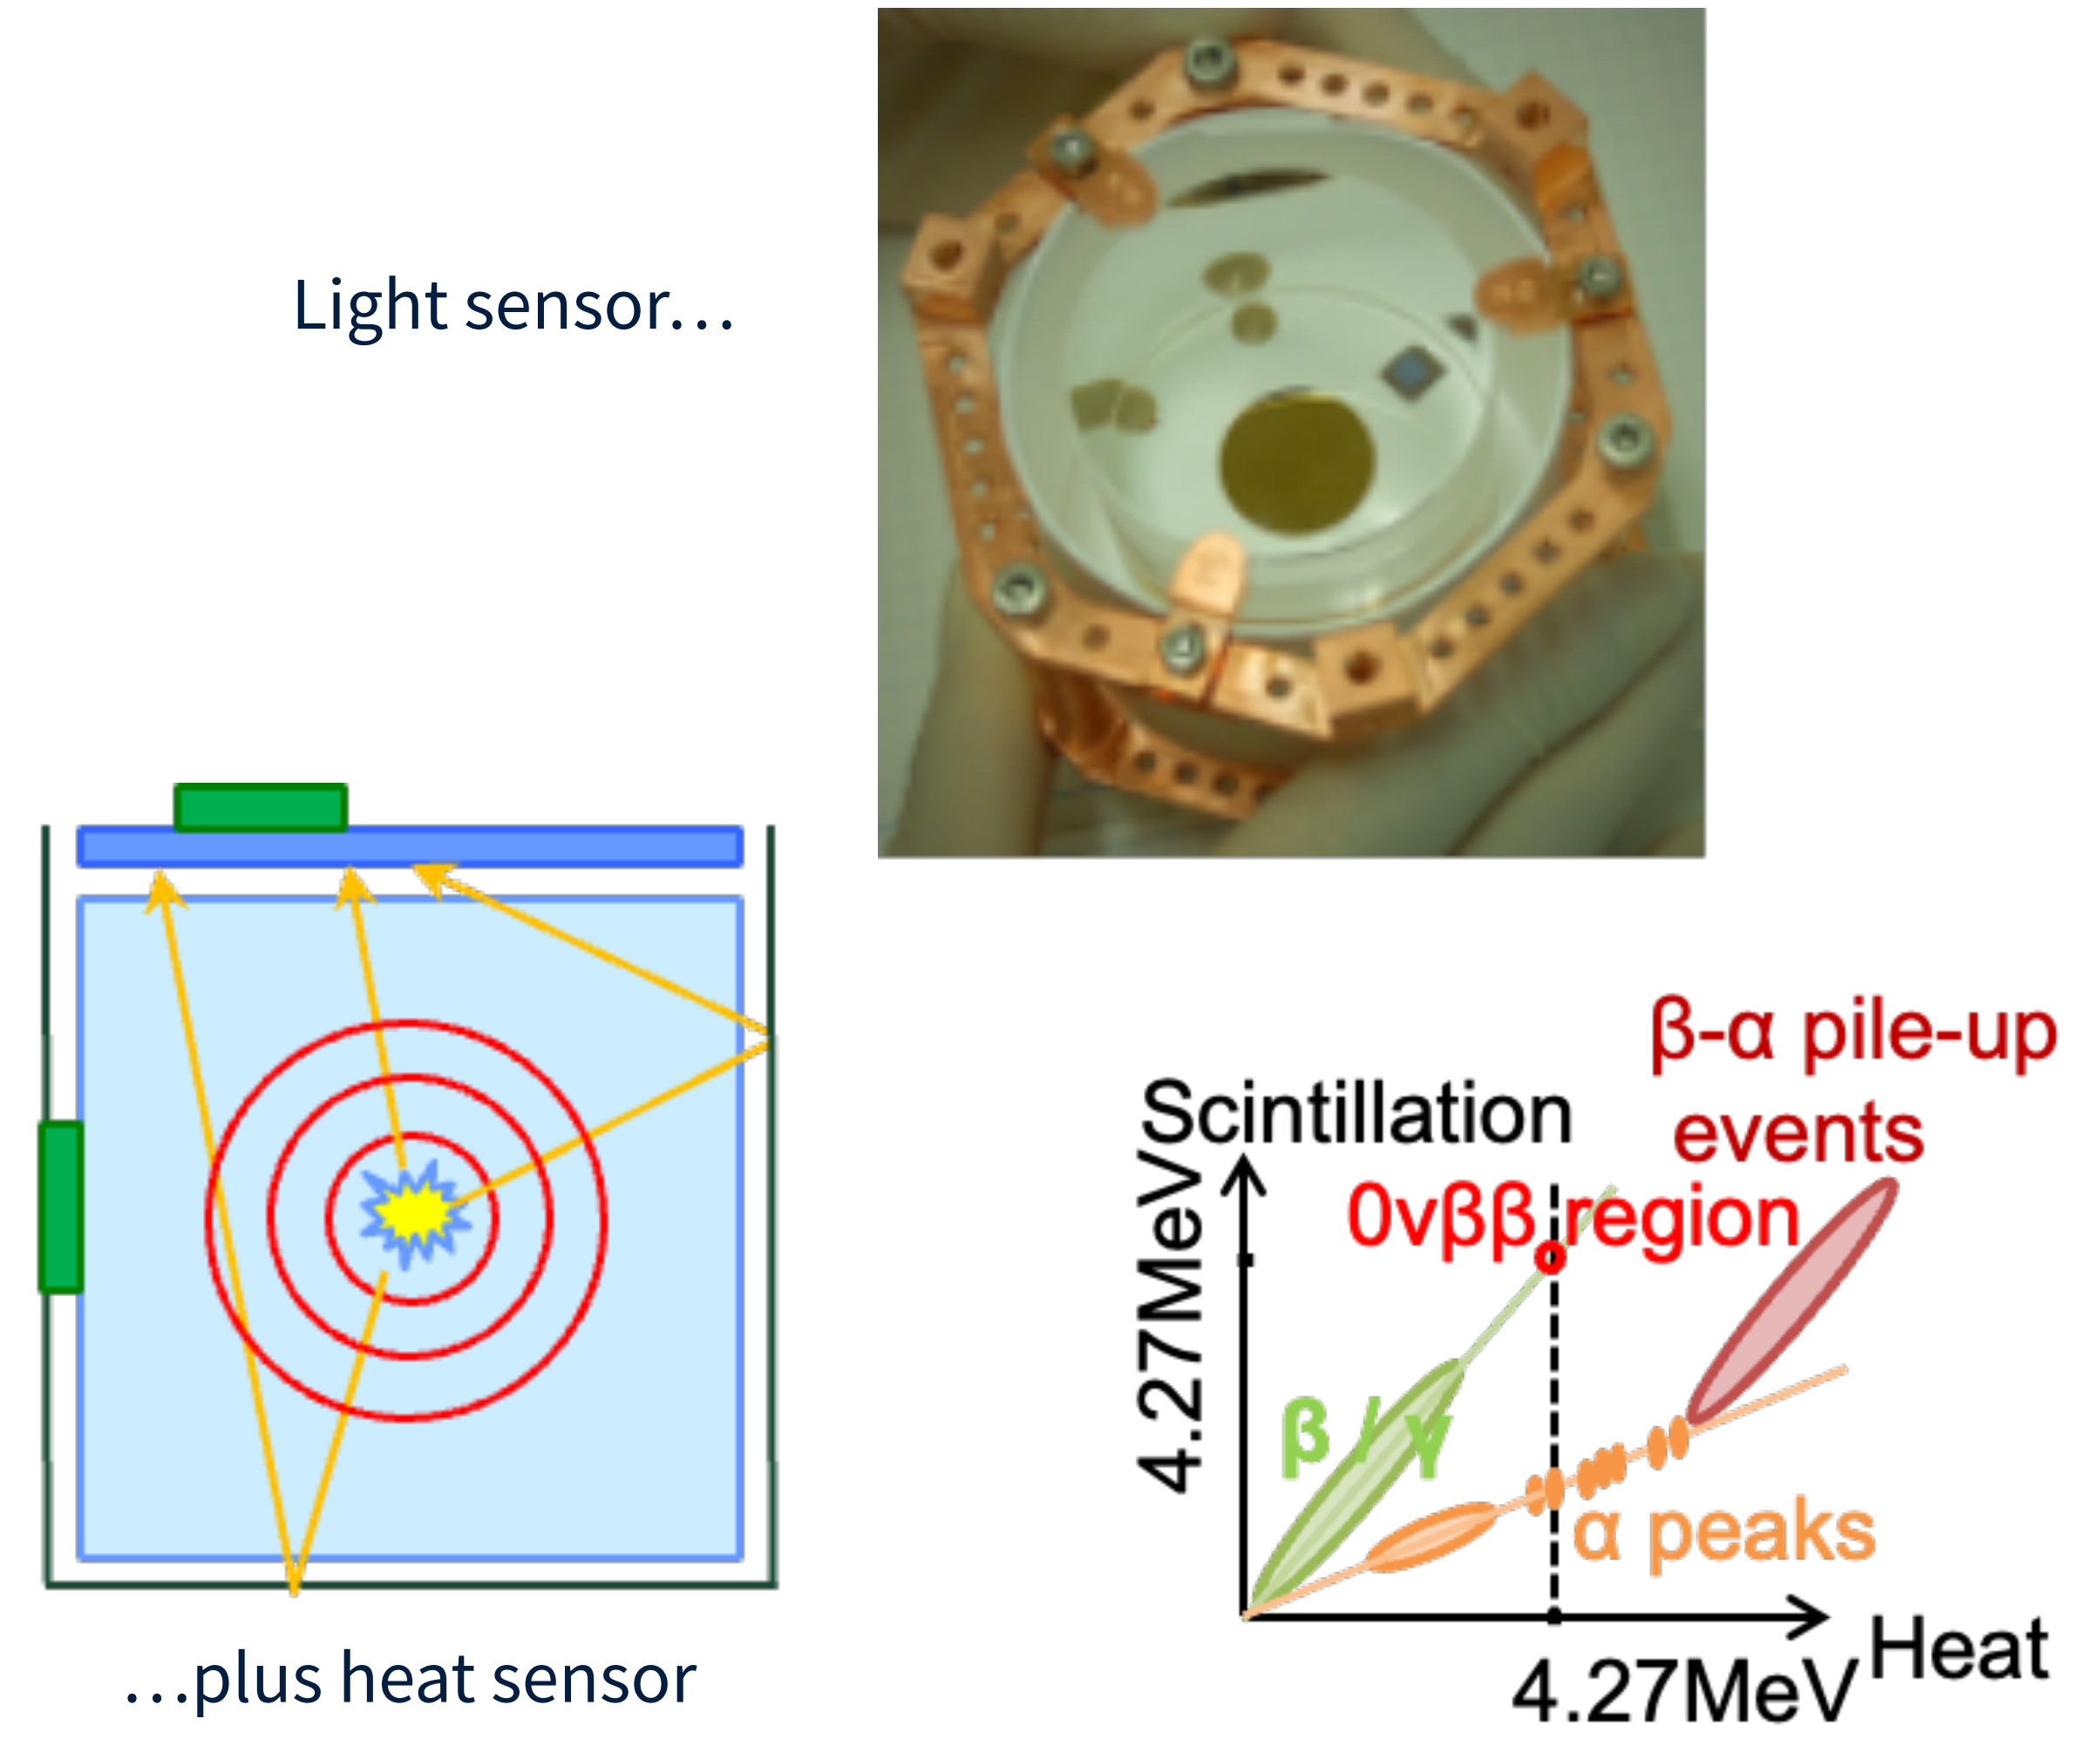 Light sensor…
…plus heat sensor
β-α pile-up
events
Scintillation
0νββ region
4.27MeV
β / γ
α peaks
Heat
4.27MeV